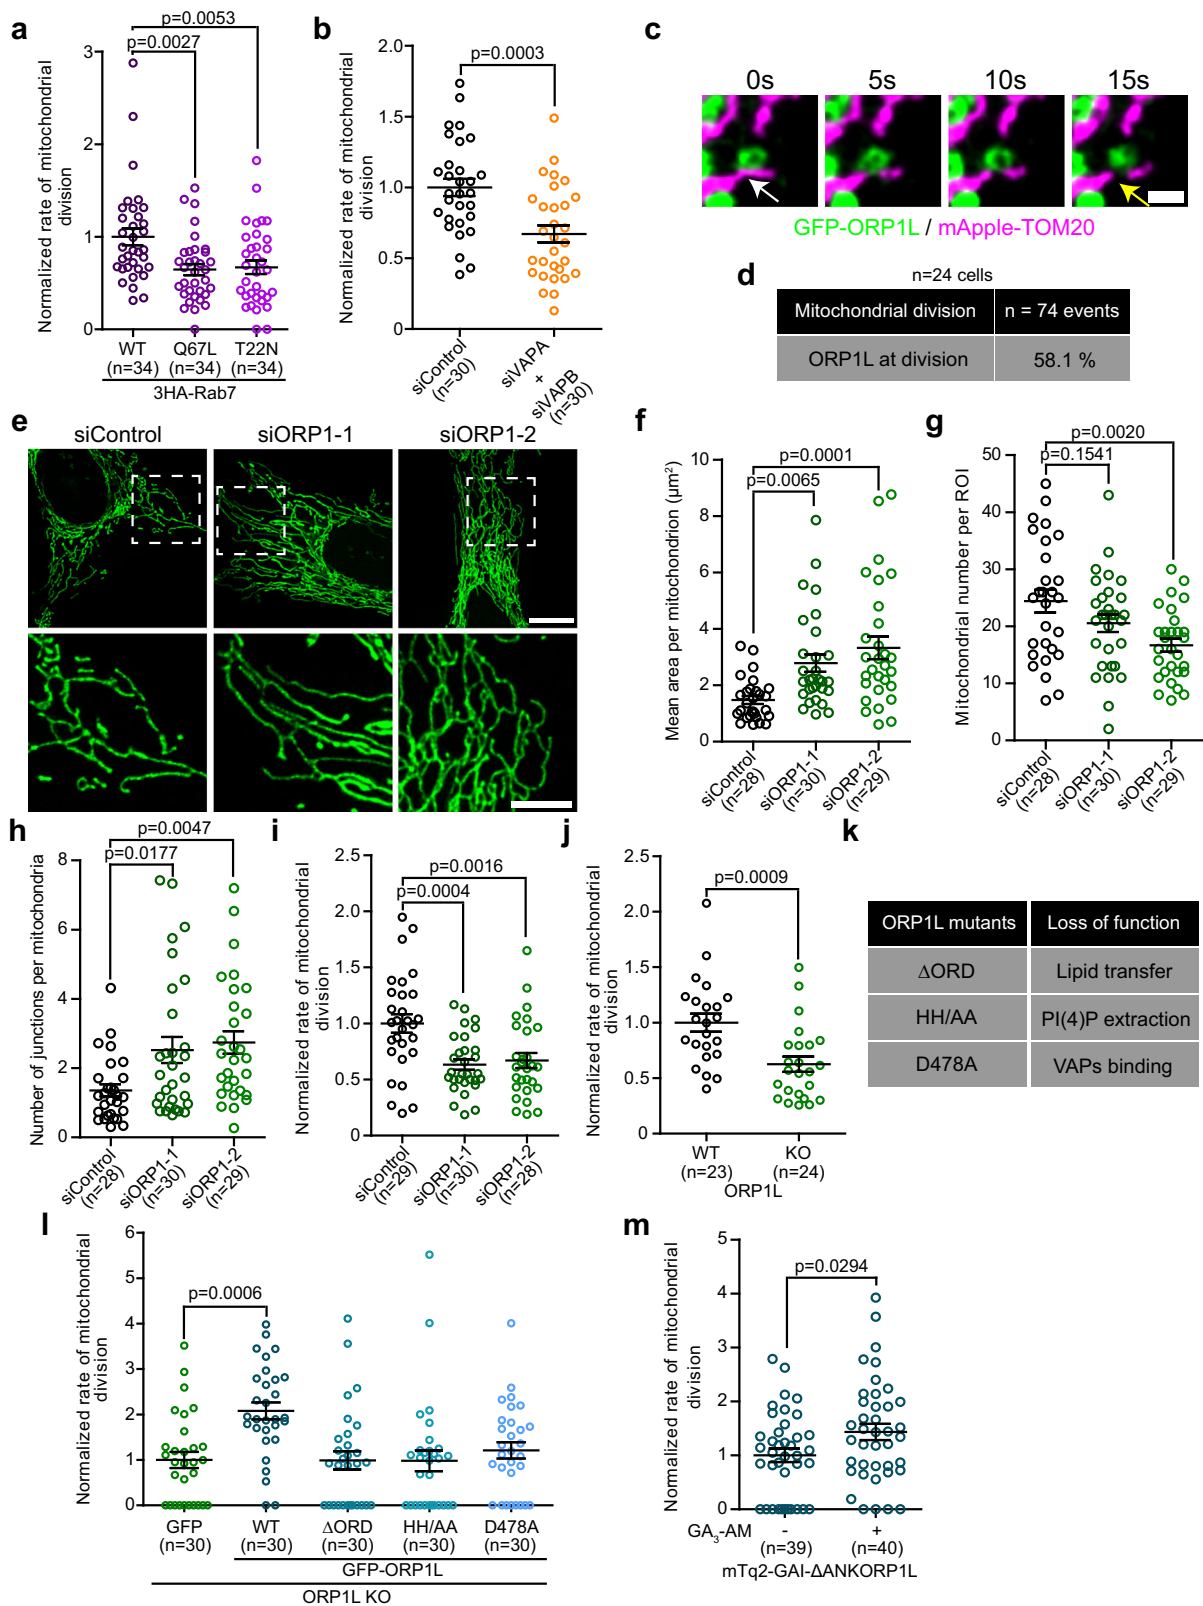 a
p=0.0053
p=0.0027
Normalized rate of mitochondrial
division
3
2
1
0
WT
(n=34)
Q67L
(n=34)
T22N
(n=34)
3HA-Rab7
b
p=0.0003
Normalized rate of mitochondrial
division
2.0
1.5
1.0
0.5
0
siControl
(n=30)
siVAPA
+
siVAPB
(n=30)
c
0s
5s
10s
15s
GFP-ORP1L / mApple-TOM20
d
n=24 cells
Mitochondrial division
n = 74 events
ORP1L at division
58.1 %
e
siControl
siORP1-1
siORP1-2
f
p=0.0001
p=0.0065
Mean area per mitochondrion (µm²)
10
8
6
4
2
0
siControl
(n=28)
siORP1-1
(n=30)
siORP1-2
(n=29)
g
p=0.0020
p=0.1541
Mitochondrial number per ROI
50
40
30
20
10
0
siControl
(n=28)
siORP1-1
(n=30)
siORP1-2
(n=29)
h
p=0.0047
p=0.0177
Number of junctions per mitochondria
8
6
4
2
0
siControl
(n=28)
siORP1-1
(n=30)
siORP1-2
(n=29)
i
p=0.0016
p=0.0004
Normalized rate of mitochondrial
division
2.5
2.0
1.5
1.0
0.5
0
siControl
(n=29)
siORP1-1
(n=30)
siORP1-2
(n=28)
j
p=0.0009
Normalized rate of mitochondrial
division
2.5
2.0
1.5
1.0
0.5
0
WT
(n=23)
KO
(n=24)
ORP1L
k
ORP1L mutants
Loss of function
ΔORD
Lipid transfer
HH/AA
PI(4)P extraction
D478A
VAPs binding
l
p=0.0006
Normalized rate of mitochondrial
division
6
5
4
3
2
1
0
GFP
(n=30)
WT
(n=30)
ΔORD
(n=30)
HH/AA
(n=30)
D478A
(n=30)
GFP-ORP1L
ORP1L KO
m
p=0.0294
Normalized rate of mitochondrial
division
5
4
3
2
1
0
GA₃-AM
-
+
(n=39)
(n=40)
mTq2-GAI-ΔANKORP1L